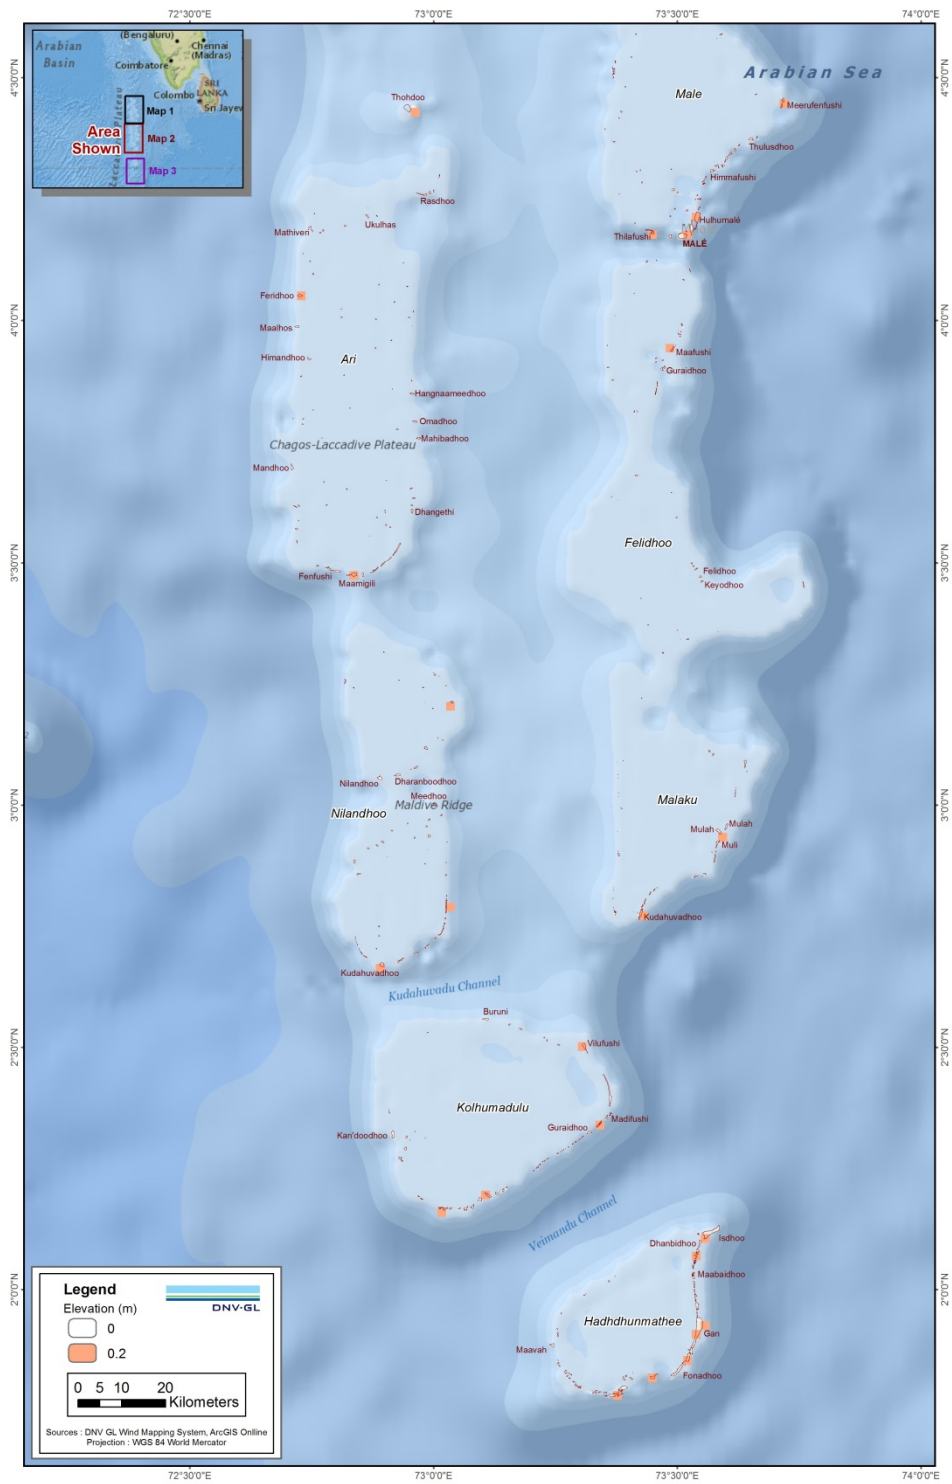 72°30'0"E
73°0'0"E
73°30'0"E
74°0'0"E
4°30'0"N
4°0'0"N
3°30'0"N
3°0'0"N
2°30'0"N
2°0'0"N
4°30'0"N
4°0'0"N
3°30'0"N
3°0'0"N
2°30'0"N
2°0'0"N
Arabian
Basin
(Bengaluru)
Chennai
(Madras)
Coimbatore
SRI
LANKA
Colombo
Sri Jayew
Plateau
Map 1
Area
Shown
Map 2
Map 3
Arabian Sea
Male
Thohdoo
Meerufenfushi
Thulusdhoo
Himmafushi
Rasdhoo
Ukulhas
Mathiveri
Hulhumalé
Thilafushi
MALÉ
Feridhoo
Maalhos
Himandhoo
Ari
Maafushi
Guraidhoo
Hangnaameedhoo
Omadhoo
Mahibadhoo
Chagos-Laccadive Plateau
Mandhoo
Dhangethi
Felidhoo
Fenfushi
Maamigili
Felidhoo
Keyodhoo
Nilandhoo
Dharanboodhoo
Meedhoo
Maldive Ridge
Nilandhoo
Malaku
Mulah
Mulah
Muli
Kudahuvadhoo
Kudahuvadhoo
Kudahuvadu Channel
Buruni
Vilufushi
Kolhumadulu
Madifushi
Guraidhoo
Kan'doodhoo
Veimandu Channel
Isdhoo
Dhanbidhoo
Maabaidhoo
Hadhdhunmathee
Gan
Maavah
Fonadhoo
Legend
DNV·GL
Elevation (m)
0
0.2
0 5 10 20
Kilometers
Sources : DNV GL Wind Mapping System, ArcGIS Online
Projection : WGS 84 World Mercator
72°30'0"E
73°0'0"E
73°30'0"E
74°0'0"E